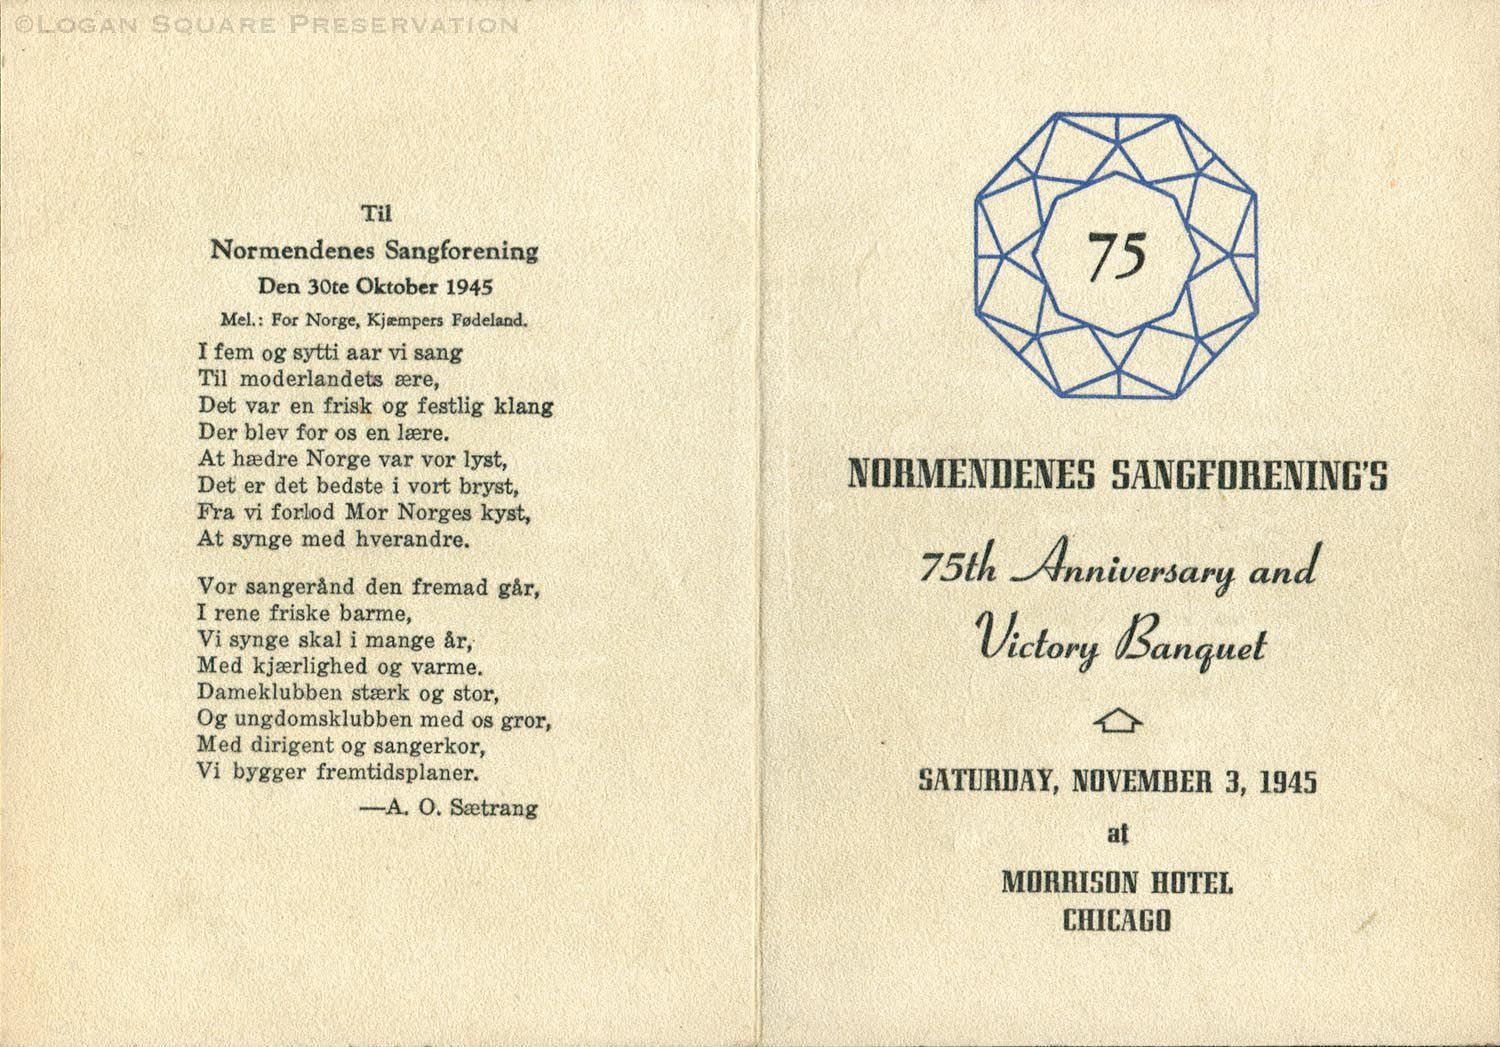 ©LOGAN SQUARE PRESERVATION
Til
Normendenes Sangforening
Den 30te Oktober 1945
Mel.: For Norge, Kjæmpers Fødeland.
I fem og sytti aar vi sang
Til moderlandets ære,
Det var en frisk og festlig klang
Der blev for os en lære.
At hædre Norge var vor lyst,
Det er det bedste i vort bryst,
Fra vi forlod Mor Norges kyst,
At synge med hverandre.
Vor sangerånd den fremad går,
I rene friske barme,
Vi synge skal i mange år,
Med kjærlighed og varme.
Dameklubben stærk og stor,
Og ungdomsklubben med os gror,
Med dirigent og sangerkor,
Vi bygger fremtidsplaner.
—A. O. Sætrang
75
NORMENDENES SANGFORENING'S
75th Anniversary and
Victory Banquet
SATURDAY, NOVEMBER 3, 1945
at
MORRISON HOTEL
CHICAGO